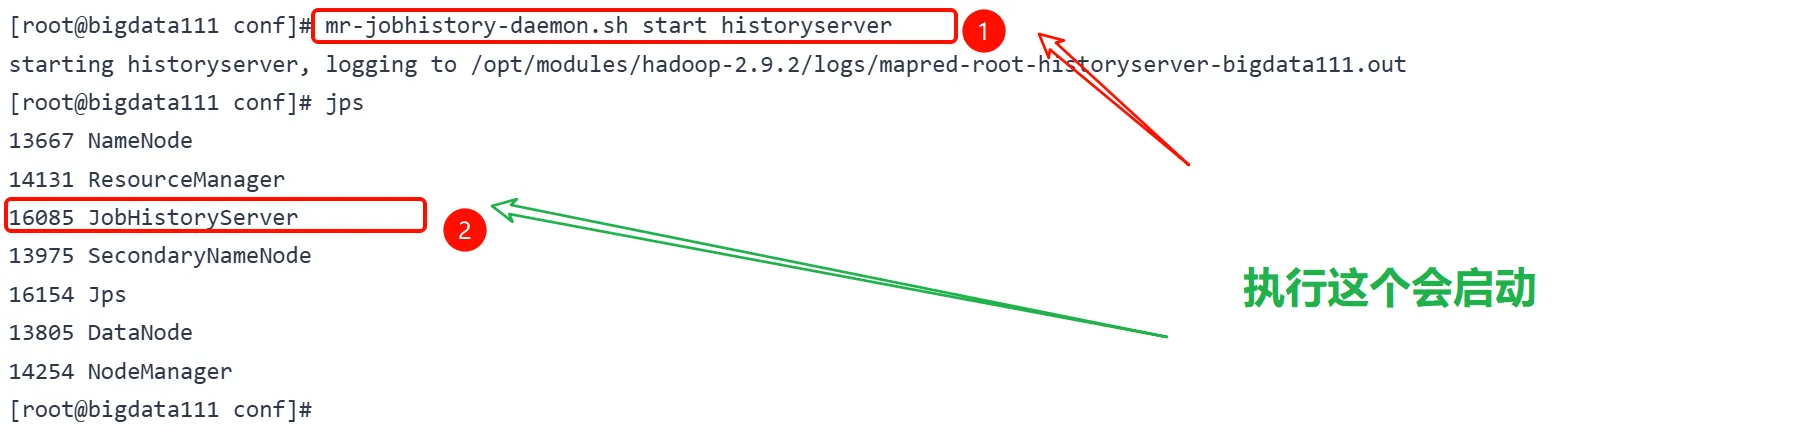 [root@bigdata111 conf]# mr-jobhistory-daemon.sh start historyserver
1
starting historyserver, logging to /opt/modules/hadoop-2.9.2/logs/mapred-root-historyserver-bigdata111.out
[root@bigdata111 conf]# jps
13667 NameNode
14131 ResourceManager
16085 JobHistoryServer
2
13975 SecondaryNameNode
执行这个会启动
16154 Jps
13805 DataNode
14254 NodeManager
[root@bigdata111 conf]#